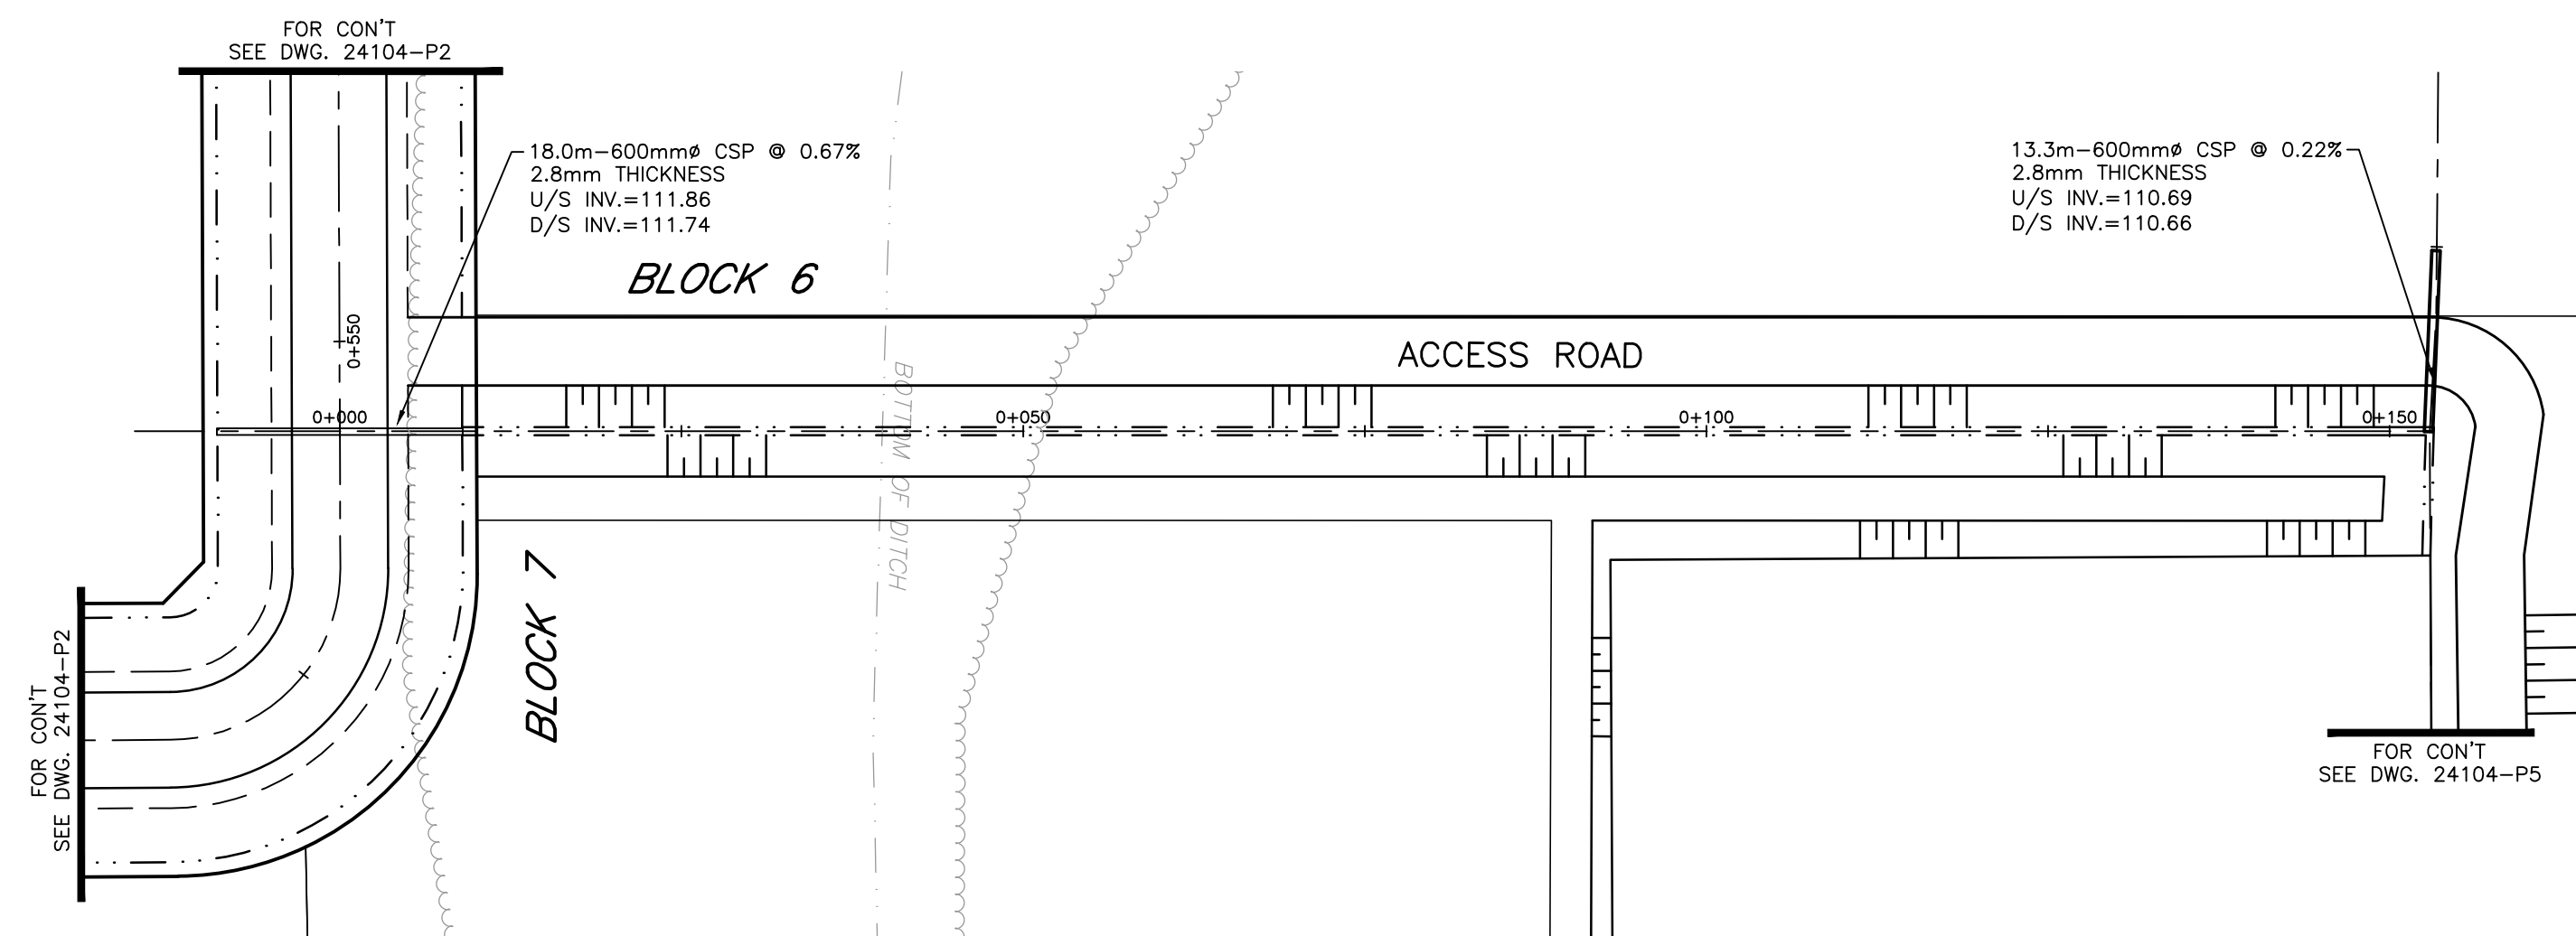 FOR CON'T
SEE DWG. 24104-P2
18.0m-600mmø CSP @ 0.67%
2.8mm THICKNESS
U/S INV.=111.86
D/S INV.=111.74
13.3m-600mmø CSP @ 0.22%
2.8mm THICKNESS
U/S INV.=110.69
D/S INV.=110.66
BLOCK 6
0+550
ACCESS ROAD
0+000
0+050
0+100
0+150
BOTTOM OF DITCH
BLOCK 7
FOR CON'T
SEE DWG. 24104-P2
FOR CON'T
SEE DWG. 24104-P5